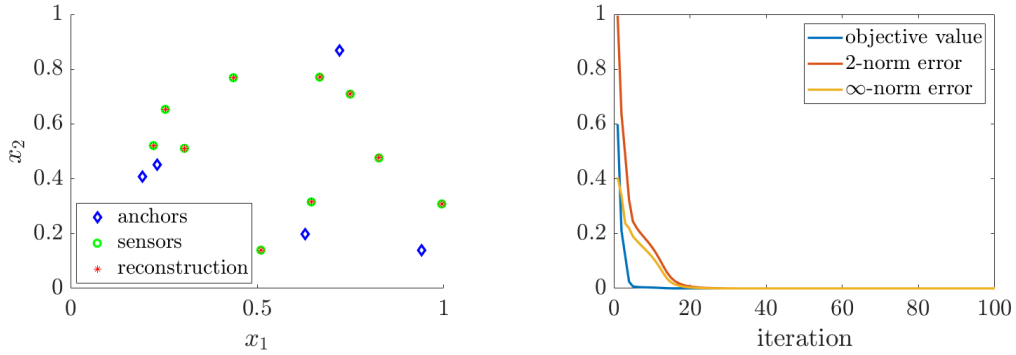 1
0.8
0.6
0.4
0.2
0
x2
0
0.5
1
x1
anchors
sensors
reconstruction
1
0.8
0.6
0.4
0.2
0
0
20
40
60
80
100
iteration
objective value
2-norm error
∞-norm error